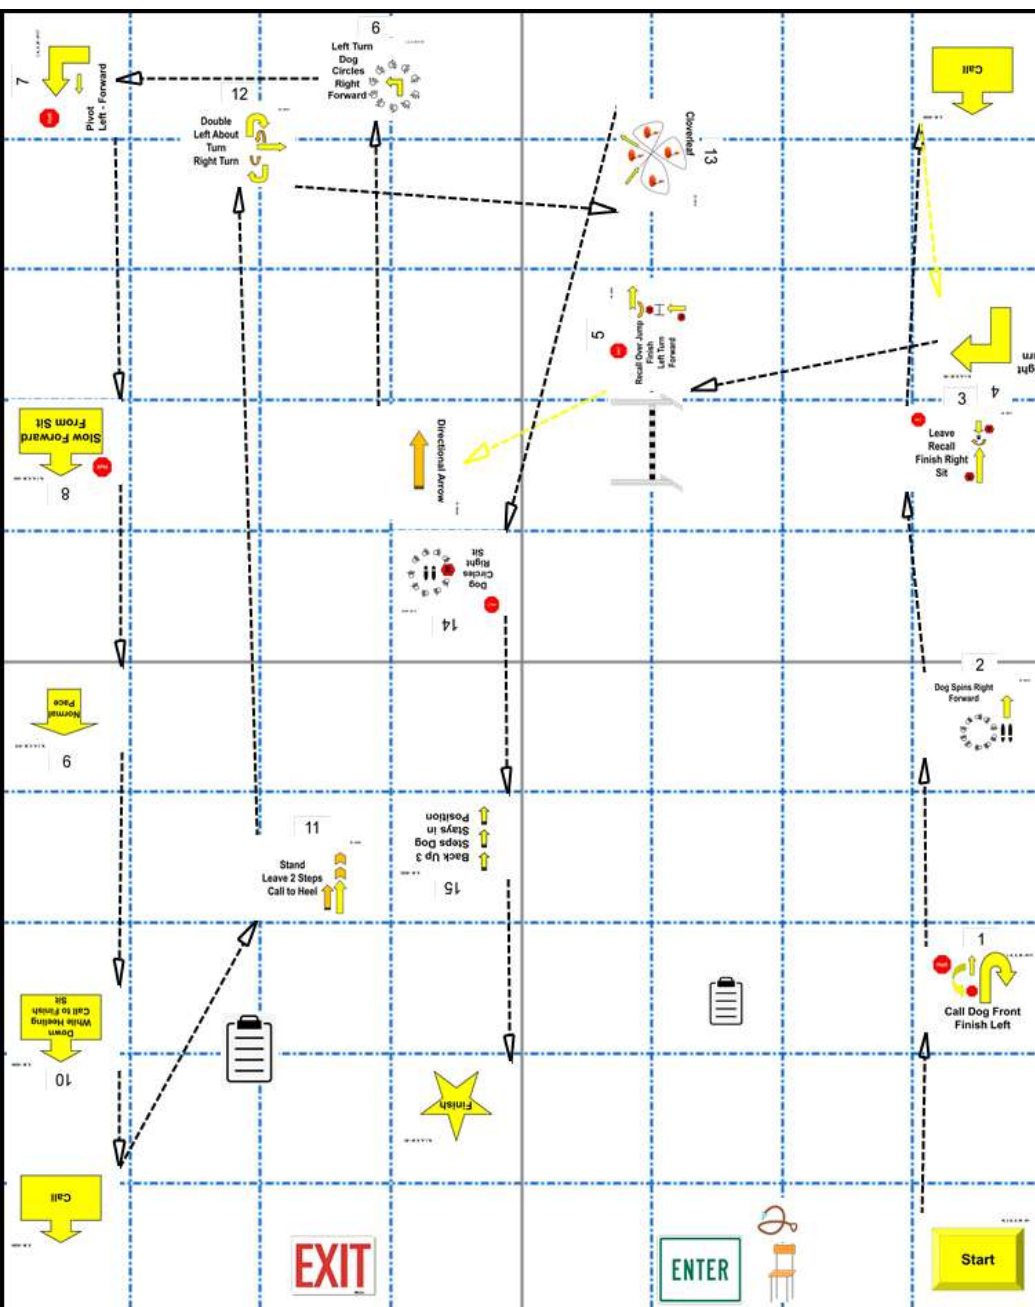 6
Left Turn
Dog
Circles
Right
Forward
7
Pivot
Left - Forward
12
Double
Left About
Turn
Right Turn
Cloverleaf
13
Call
5
Recall Over Jump
Finish
Left Turn
Forward
4
3
Leave
Recall
Finish Right
Sit
Slow Forward
From Sit
8
Directional Arrow
Dog
Circles
Right
Sit
14
2
Dog Spins Right
Forward
Normal
Pace
9
11
Stand
Leave 2 Steps
Call to Heel
Back Up 3
Steps Dog
Stays in
Position
15
1
Call Dog Front
Finish Left
Down
While Heeling
Call to Finish
Sit
10
Finish
Call
EXIT
ENTER
Start